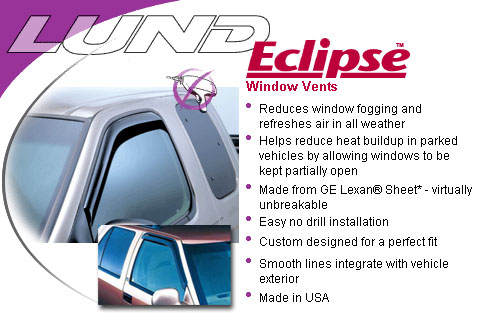 LUND
Eclipse™
Window Vents
• Reduces window fogging and
refreshes air in all weather
• Helps reduce heat buildup in parked
vehicles by allowing windows to be
kept partially open
• Made from GE Lexan® Sheet* - virtually
unbreakable
• Easy no drill installation
• Custom designed for a perfect fit
• Smooth lines integrate with vehicle
exterior
• Made in USA